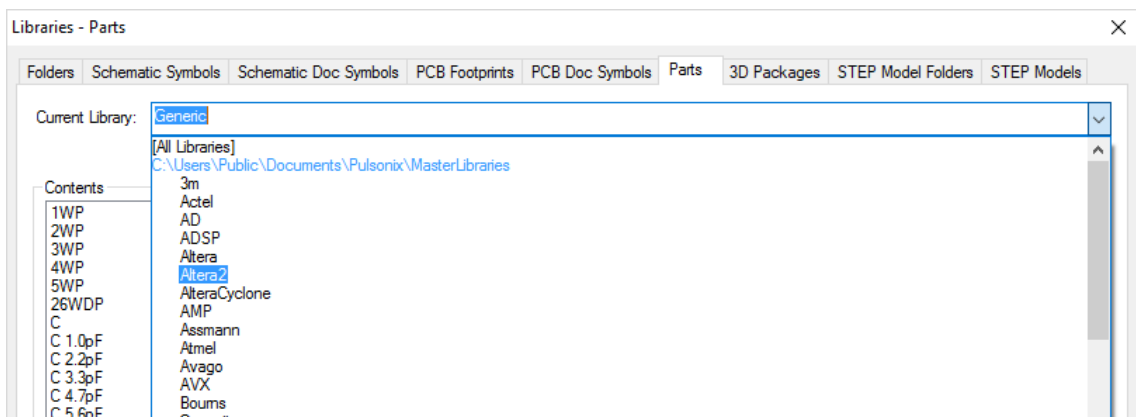 Libraries - Parts
Folders Schematic Symbols Schematic Doc Symbols PCB Footprints PCB Doc Symbols Parts 3D Packages STEP Model Folders STEP Models
Current Library: Generic
[All Libraries]
C:\Users\Public\Documents\Pulsonix\MasterLibraries
3m
Actel
AD
ADSP
Altera
Altera2
AlteraCyclone
AMP
Assmann
Atmel
Avago
AVX
Bourns
Contents
1WP
2WP
3WP
4WP
5WP
26WDP
C
C 1.0pF
C 2.2pF
C 3.3pF
C 4.7pF
C 5.6pF